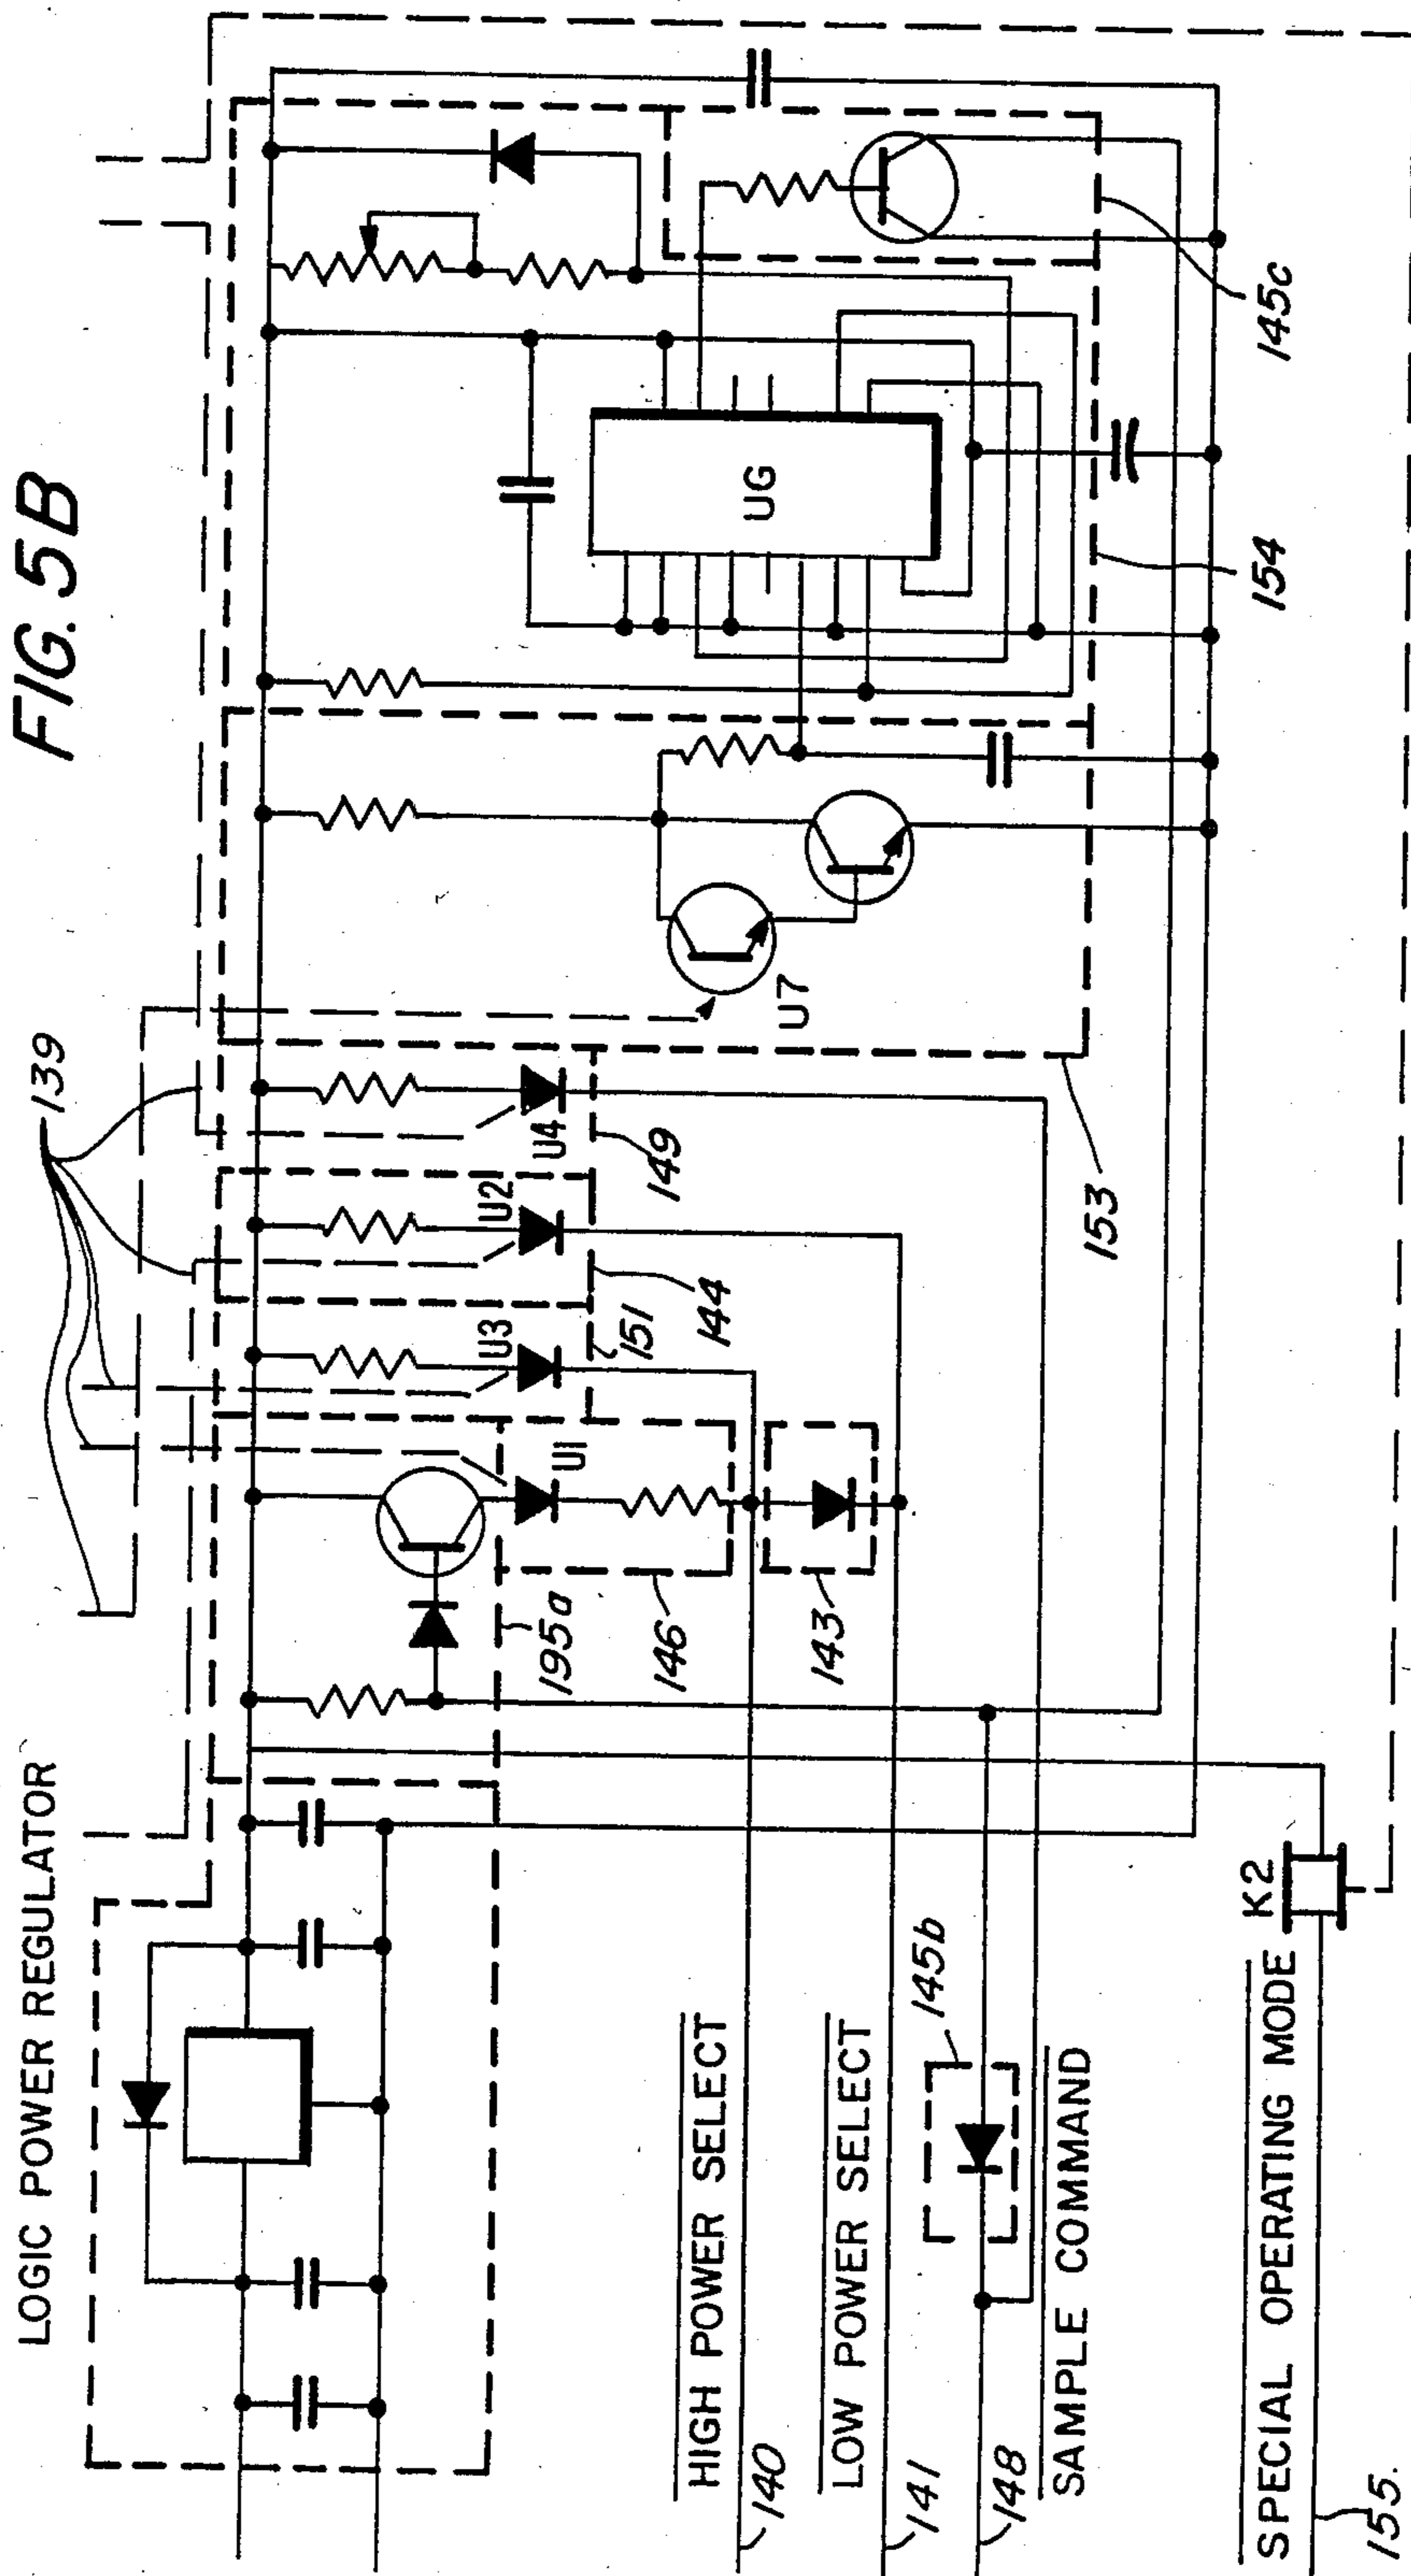 FIG. 5B
LOGIC POWER REGULATOR
139
U3
U2
U4
U1
U7
UG
195a
146
143
151
144
149
153
154
145c
HIGH POWER SELECT
140
LOW POWER SELECT
141
145b
148
SAMPLE COMMAND
K2
SPECIAL OPERATING MODE
155.